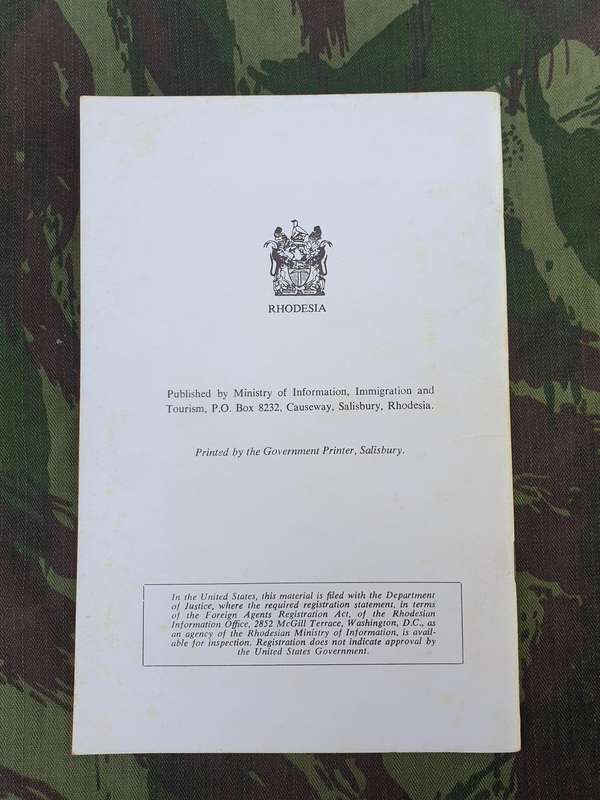 RHODESIA
Published by Ministry of Information, Immigration and
Tourism, P.O. Box 8232, Causeway, Salisbury, Rhodesia.
Printed by the Government Printer, Salisbury.
In the United States, this material is filed with the Department
of Justice, where the required registration statement, in terms
of the Foreign Agents Registration Act, of the Rhodesian
Information Office, 2852 McGill Terrace, Washington, D.C., as
an agency of the Rhodesian Ministry of Information, is avail-
able for inspection. Registration does not indicate approval by
the United States Government.